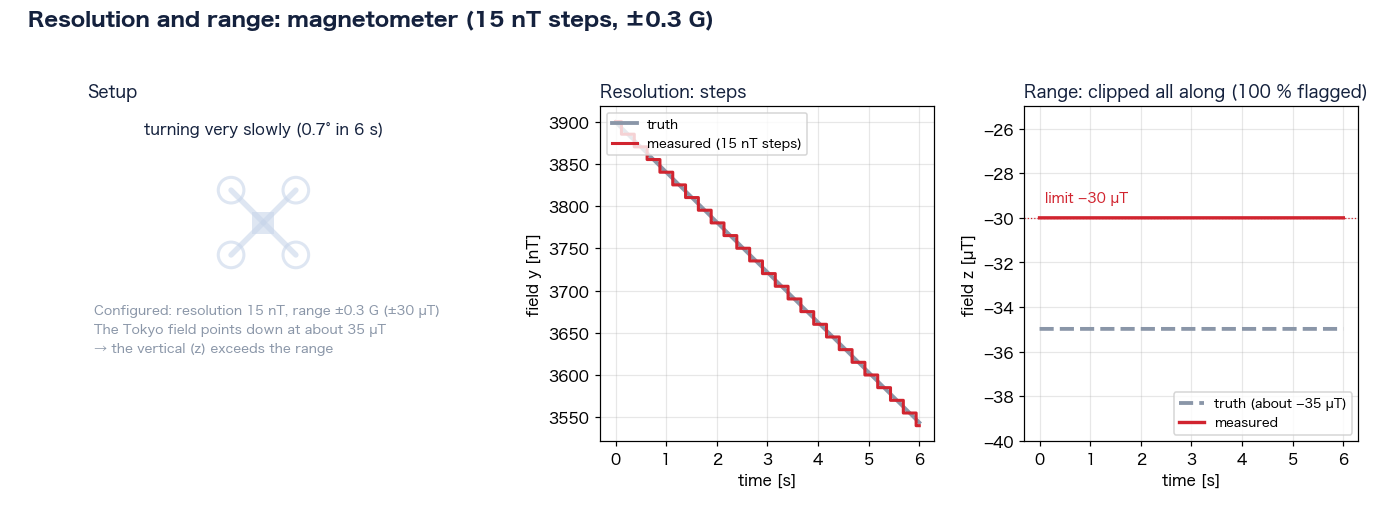 Resolution and range: magnetometer (15 nT steps, ±0.3 G)
Setup
turning very slowly (0.7° in 6 s)
Configured: resolution 15 nT, range ±0.3 G (±30 µT)
The Tokyo field points down at about 35 µT
→ the vertical (z) exceeds the range
Resolution: steps
truth
measured (15 nT steps)
field y [nT]
3900
3850
3800
3750
3700
3650
3600
3550
0 1 2 3 4 5 6
time [s]
Range: clipped all along (100 % flagged)
limit −30 µT
field z [µT]
−26
−28
−30
−32
−34
−36
−38
−40
truth (about −35 µT)
measured
0 1 2 3 4 5 6
time [s]